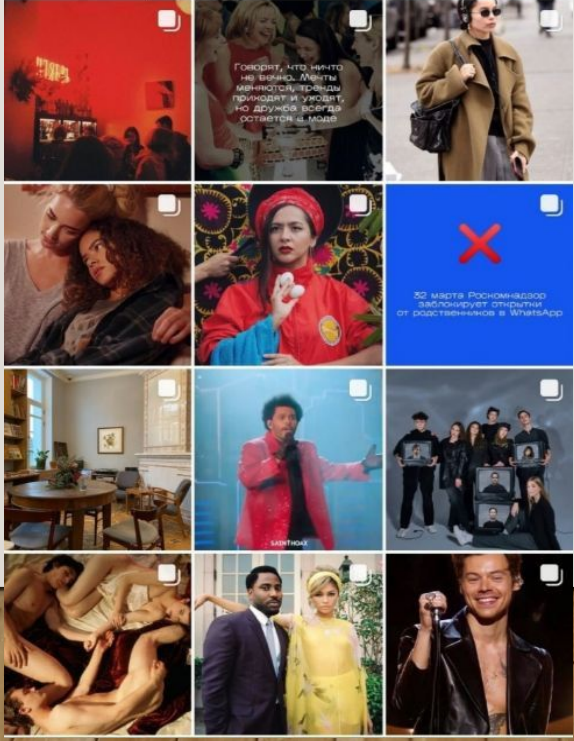 Говорят, что ничто
не вечно. Мечты
меняются, тренды
приходят и уходят,
но дружба всегда
остается в моде
32 марта Роскомнадзор
заблокирует открытки
от родственников в WhatsApp
SAINTHOAX